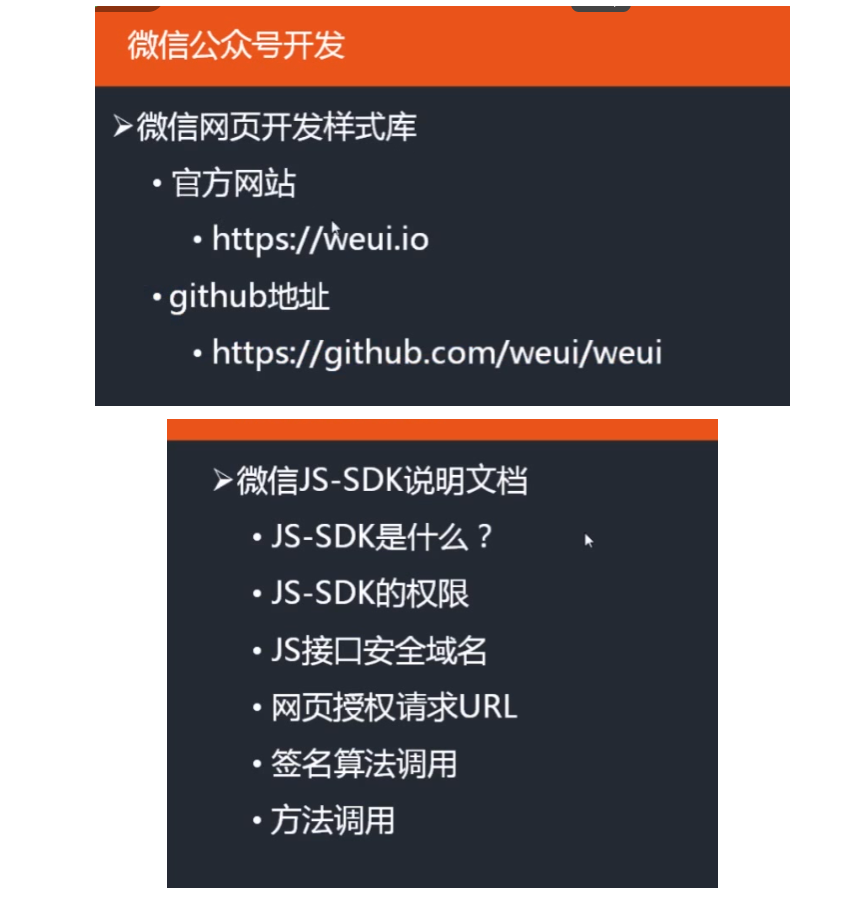 微信公众号开发
➢微信网页开发样式库
• 官方网站
• https://weui.io
• github地址
• https://github.com/weui/weui
➢微信JS-SDK说明文档
• JS-SDK是什么？
• JS-SDK的权限
• JS接口安全域名
• 网页授权请求URL
• 签名算法调用
• 方法调用